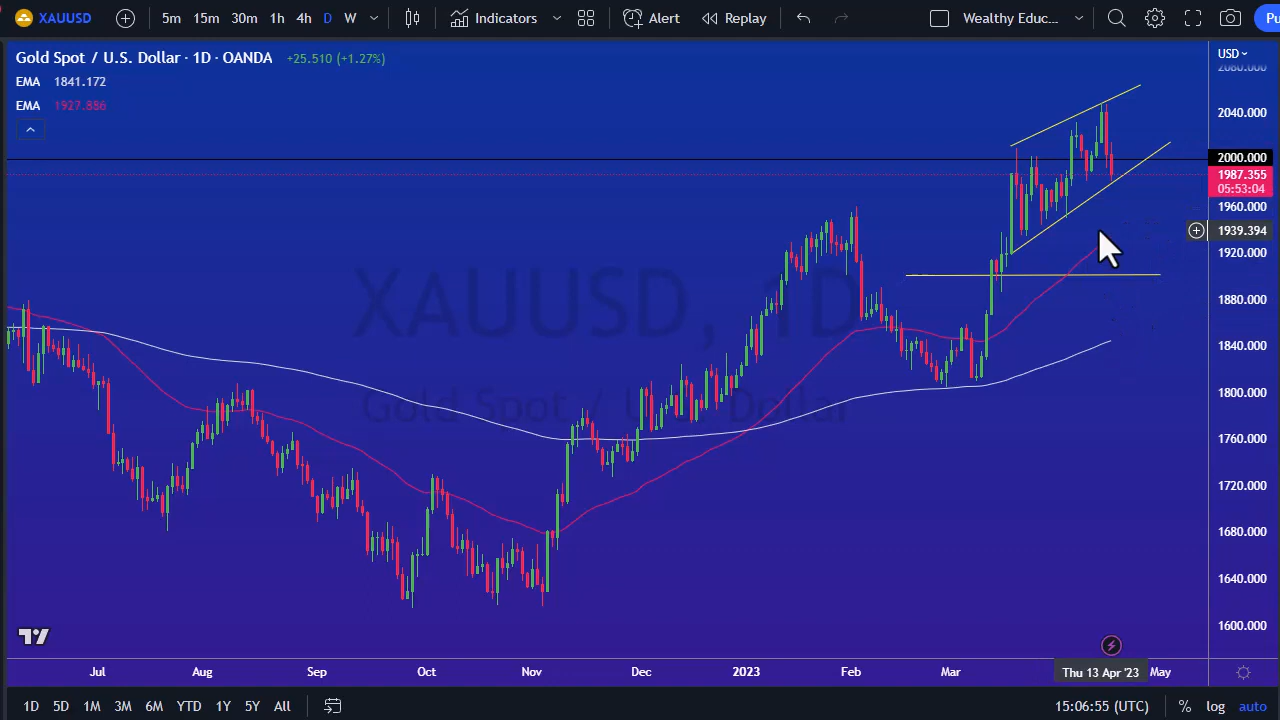 XAUUSD 5m 15m 30m 1h 4h D W Indicators Alert Replay Wealthy Educ...
Gold Spot / U.S. Dollar · 1D · OANDA +25.510 (+1.27%)
USD
EMA 1841.172
EMA 1927.886
2080.000
2040.000
2000.000
1987.355
05:53:04
1960.000
1939.394
1920.000
1880.000
1840.000
1800.000
1760.000
1720.000
1680.000
1640.000
1600.000
XAUUSD, 1D
Gold Spot / U.S. Dollar
Jul Aug Sep Oct Nov Dec 2023 Feb Mar Thu 13 Apr '23 May
1D 5D 1M 3M 6M YTD 1Y 5Y All 15:06:55 (UTC) % log auto